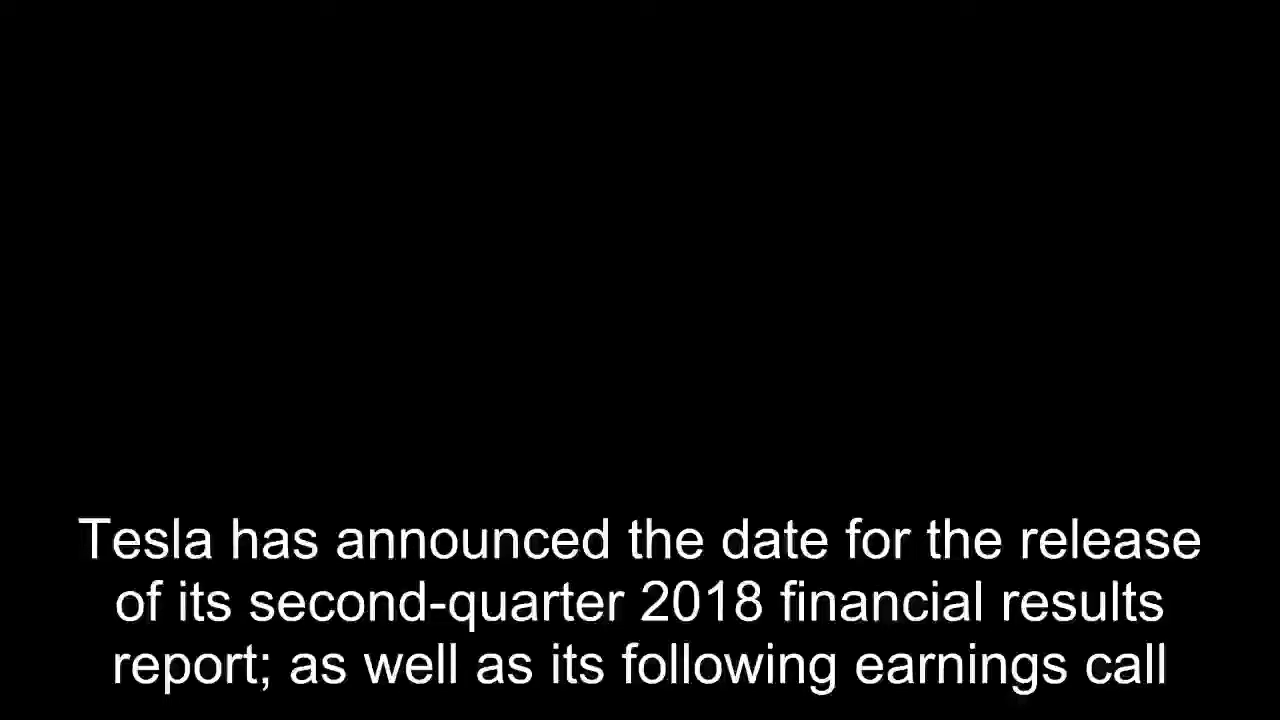 Tesla has announced the date for the release
of its second-quarter 2018 financial results
report; as well as its following earnings call